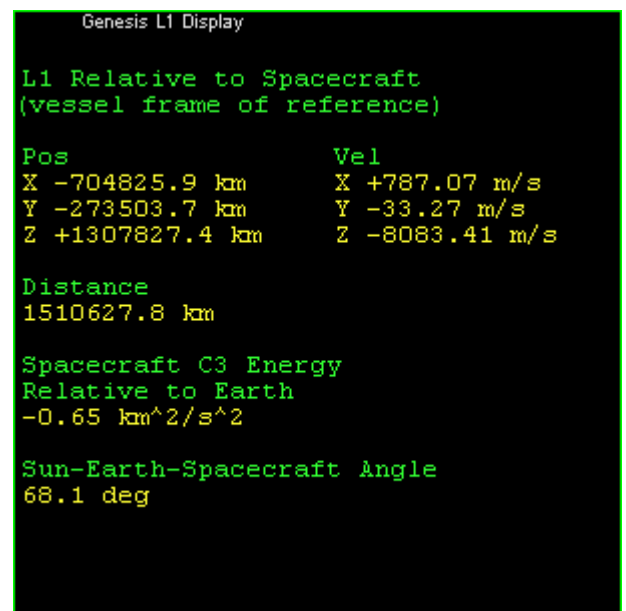 Genesis L1 Display
L1 Relative to Spacecraft
(vessel frame of reference)
Pos Vel
X -704825.9 km X +787.07 m/s
Y -273503.7 km Y -33.27 m/s
Z +1307827.4 km Z -8083.41 m/s
Distance
1510627.8 km
Spacecraft C3 Energy
Relative to Earth
-0.65 km^2/s^2
Sun-Earth-Spacecraft Angle
68.1 deg